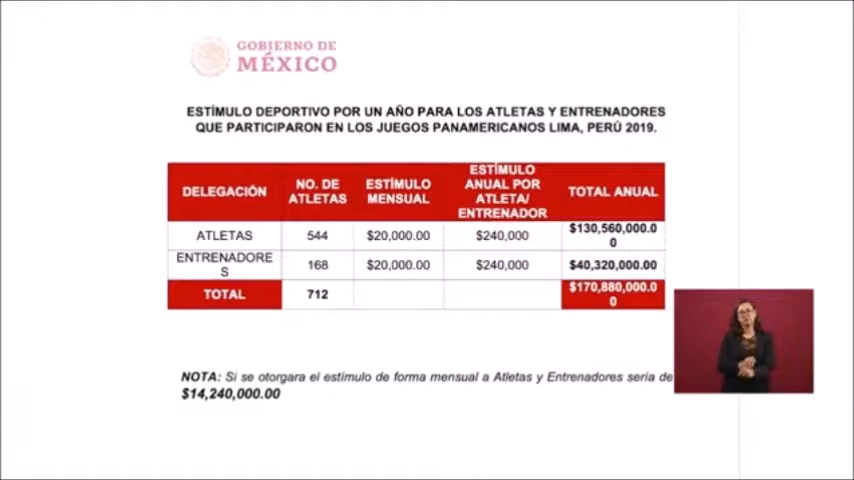 GOBIERNO DE
MÉXICO
ESTÍMULO DEPORTIVO POR UN AÑO PARA LOS ATLETAS Y ENTRENADORES
QUE PARTICIPARON EN LOS JUEGOS PANAMERICANOS LIMA, PERÚ 2019.
DELEGACIÓN
NO. DE
ATLETAS
ESTÍMULO
MENSUAL
ESTÍMULO
ANUAL POR
ATLETA/
ENTRENADOR
TOTAL ANUAL
ATLETAS
544
$20,000.00
$240,000
$130,560,000.0
0
ENTRENADORE
S
168
$20,000.00
$240,000
$40,320,000.00
TOTAL
712
$170,880,000.0
0
NOTA: Si se otorgara el estímulo de forma mensual a Atletas y Entrenadores sería de
$14,240,000.00